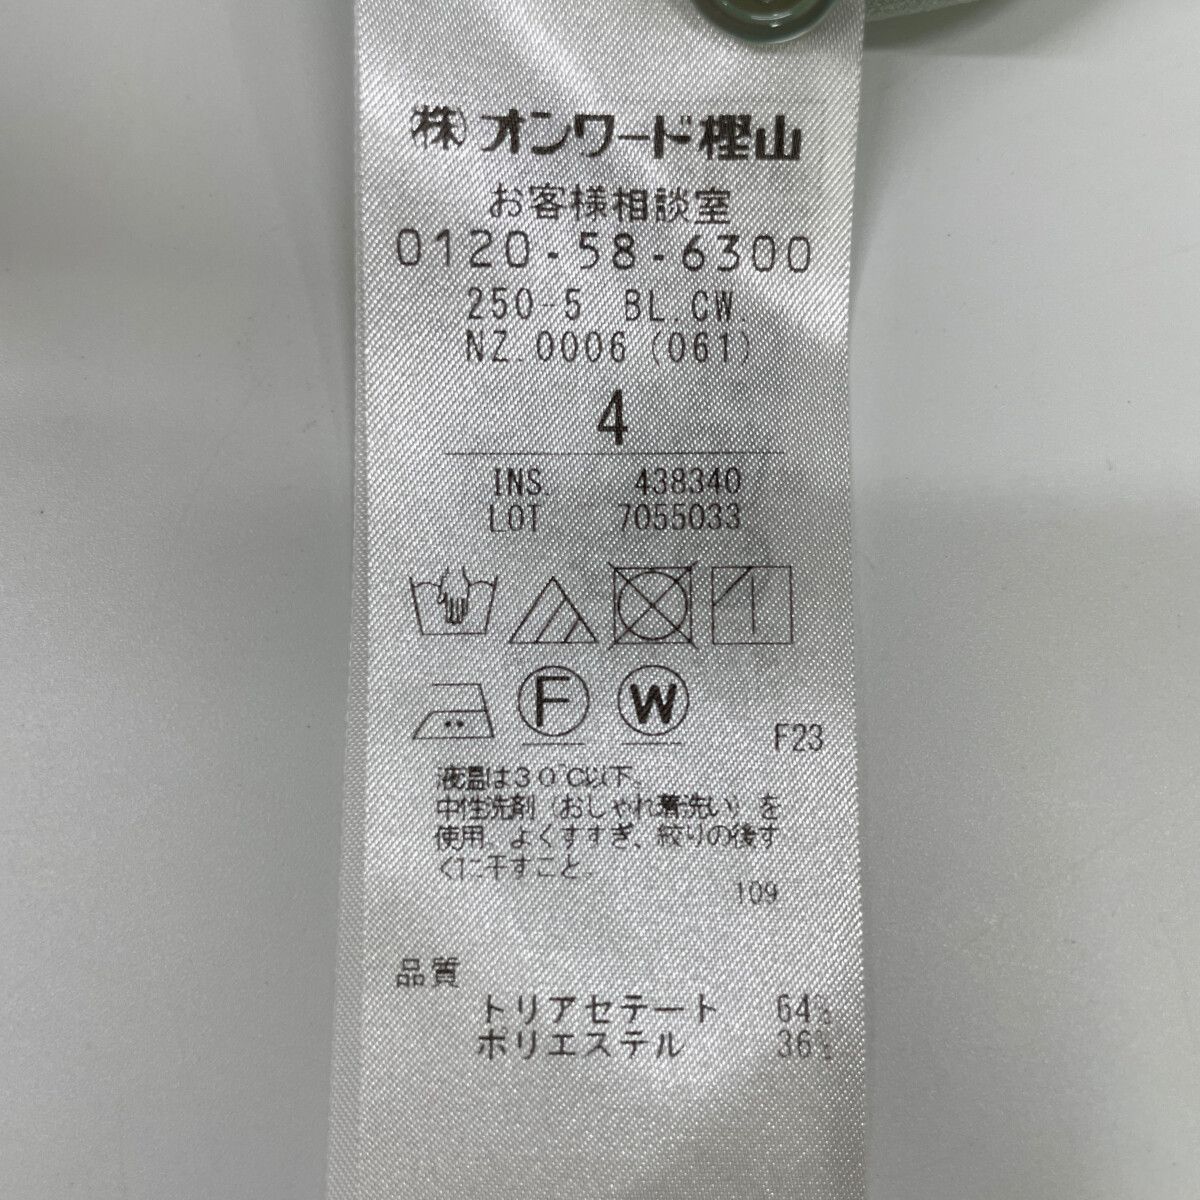 ㈱オンワード樫山
お客様相談室
0120-58-6300
250-5 BL.CW.
NZ.0006(061)
4
INS. 438340
LOT 7055033
F W
F23
液温は30℃以下。
中性洗剤(おしゃれ着洗い)を
使用。よくすすぎ、絞りの後す
ぐに干すこと。
109
品質
トリアセテート 64%
ポリエステル 36%